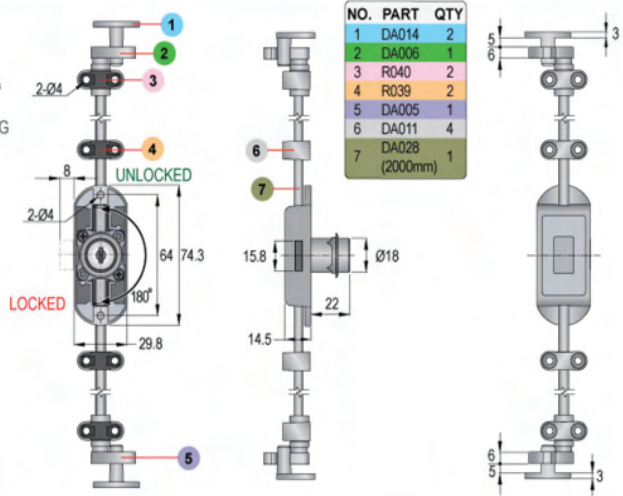 NO. PART QTY
1 DA014 2
2 DA006 1
3 R040 2
4 R039 2
5 DA005 1
6 DA011 4
7 DA028 (2000mm) 1
1
2
3
2-Ø4
G
4
8
UNLOCKED
2-Ø4
64
74.3
LOCKED
180°
29.8
5
6
7
15.8
Ø18
22
14.5
5
6
3
6
5
3